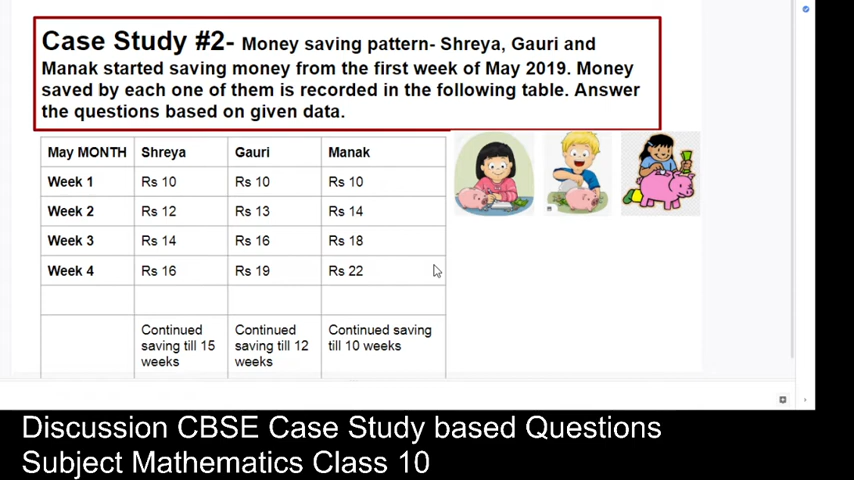 Case Study #2- Money saving pattern- Shreya, Gauri and
Manak started saving money from the first week of May 2019. Money
saved by each one of them is recorded in the following table. Answer
the questions based on given data.
May MONTH Shreya Gauri Manak
Week 1 Rs 10 Rs 10 Rs 10
Week 2 Rs 12 Rs 13 Rs 14
Week 3 Rs 14 Rs 16 Rs 18
Week 4 Rs 16 Rs 19 Rs 22
Continued Continued Continued saving
saving till 15 saving till 12 till 10 weeks
weeks weeks
Discussion CBSE Case Study based Questions
Subject Mathematics Class 10